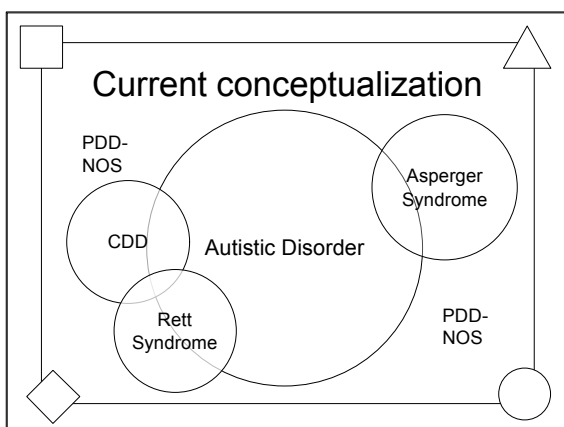 Current conceptualization
PDD-
NOS
Asperger
Syndrome
CDD
Autistic Disorder
Rett
Syndrome
PDD-
NOS